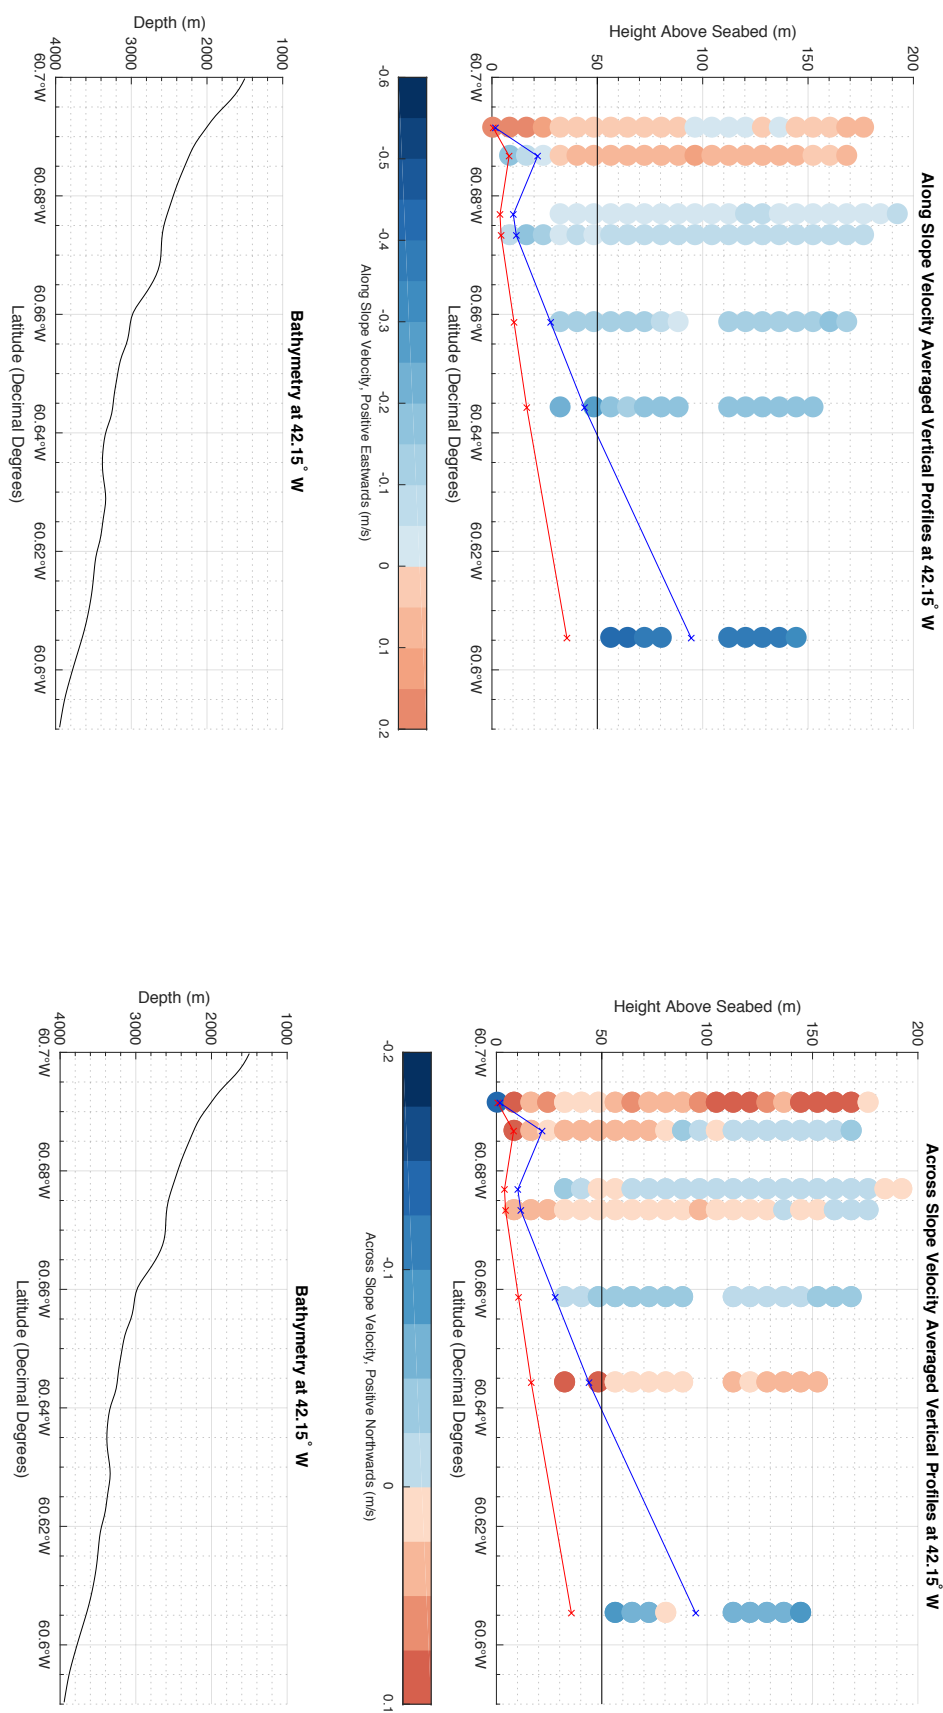 Along Slope Velocity Averaged Vertical Profiles at 42.15° W
Height Above Seabed (m)
200
150
100
50
0
60.7°W
60.68°W
60.66°W
60.64°W
60.62°W
60.6°W
Latitude (Decimal Degrees)
-0.6
-0.5
-0.4
-0.3
-0.2
-0.1
0
0.1
0.2
Along Slope Velocity, Positive Eastwards (m/s)
Bathymetry at 42.15° W
Depth (m)
1000
2000
3000
4000
60.7°W
60.68°W
60.66°W
60.64°W
60.62°W
60.6°W
Latitude (Decimal Degrees)
Across Slope Velocity Averaged Vertical Profiles at 42.15° W
Height Above Seabed (m)
200
150
100
50
0
60.7°W
60.68°W
60.66°W
60.64°W
60.62°W
60.6°W
Latitude (Decimal Degrees)
-0.2
-0.1
0
0.1
Across Slope Velocity, Positive Northwards (m/s)
Bathymetry at 42.15° W
Depth (m)
1000
2000
3000
4000
60.7°W
60.68°W
60.66°W
60.64°W
60.62°W
60.6°W
Latitude (Decimal Degrees)